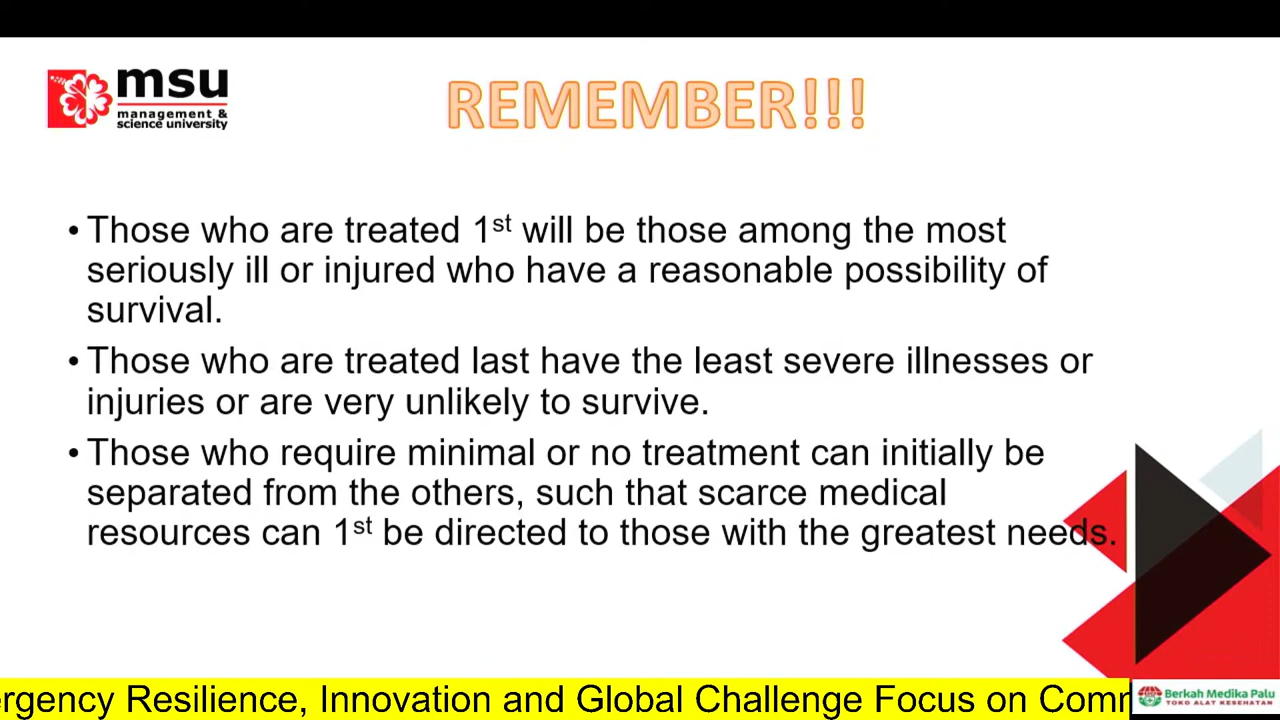 msu
management &
science university
REMEMBER!!!
• Those who are treated 1st will be those among the most
seriously ill or injured who have a reasonable possibility of
survival.
• Those who are treated last have the least severe illnesses or
injuries or are very unlikely to survive.
• Those who require minimal or no treatment can initially be
separated from the others, such that scarce medical
resources can 1st be directed to those with the greatest needs.
ergency Resilience, Innovation and Global Challenge Focus on Comm
Berkah Medika Palu
TOKO ALAT KESEHATAN